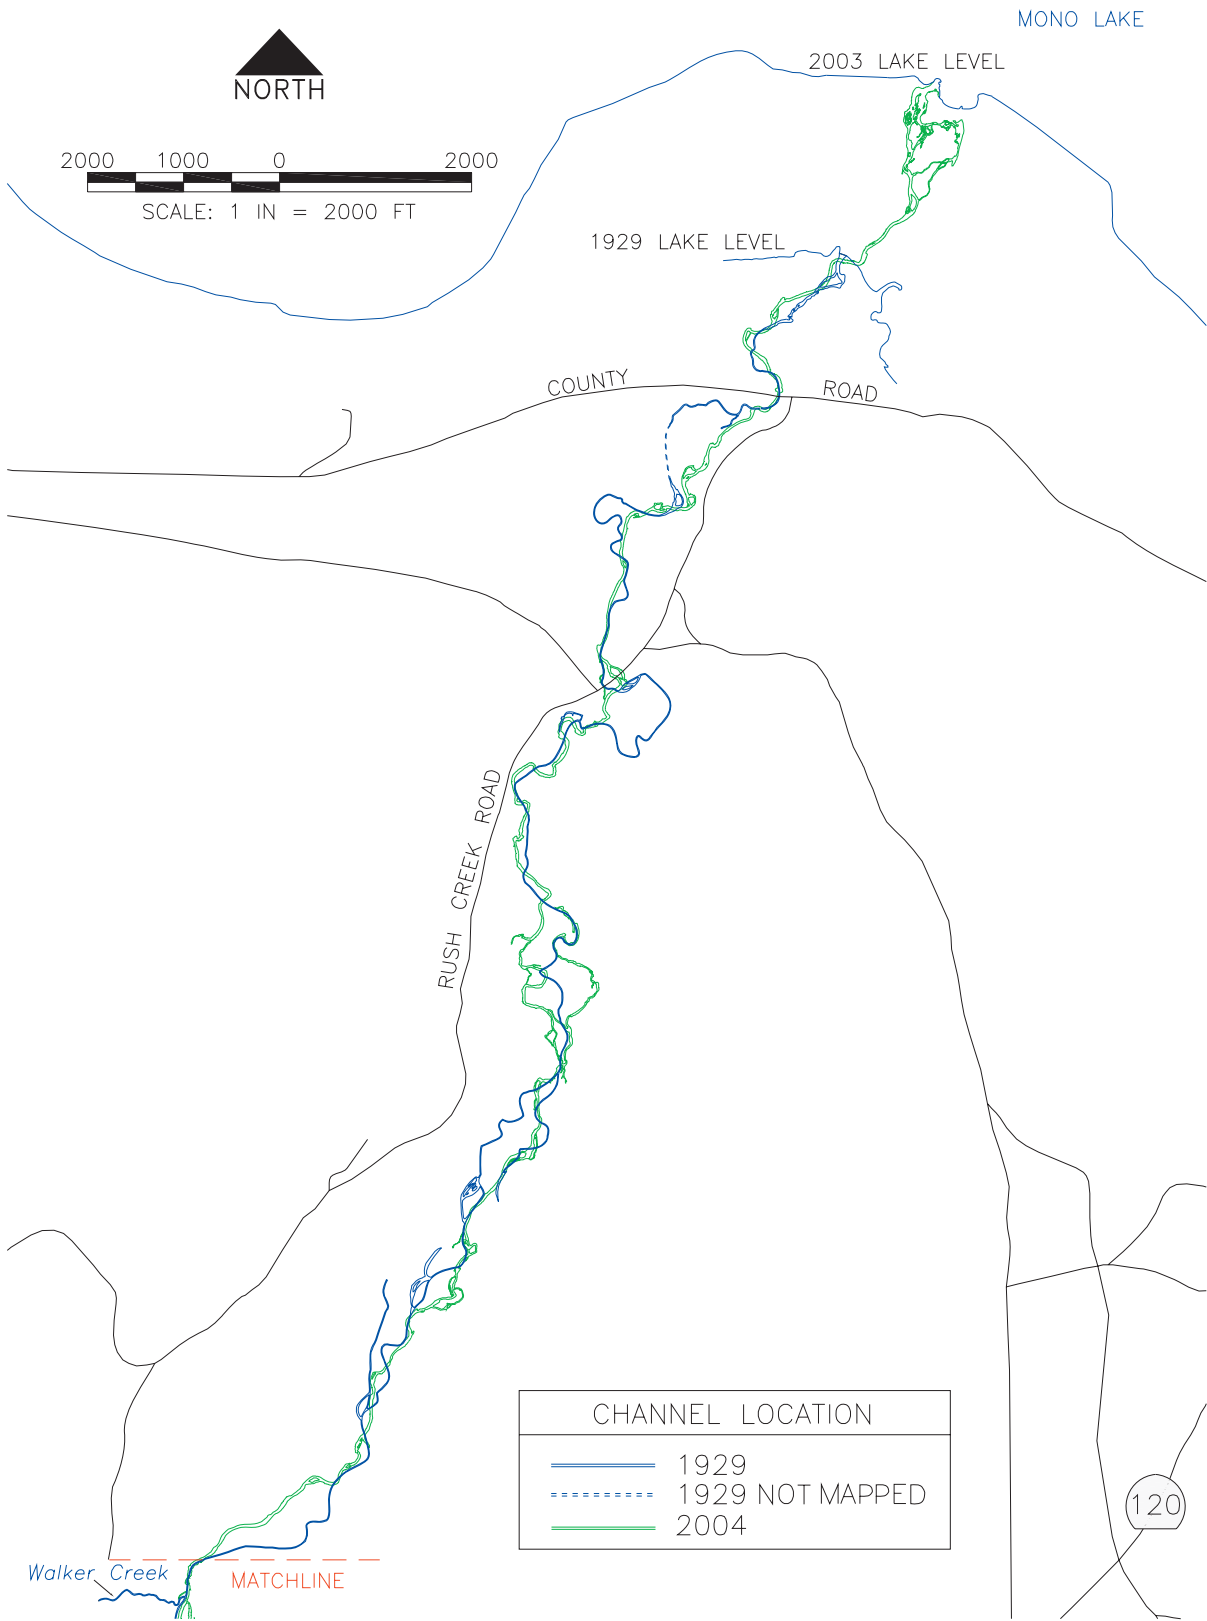 MONO LAKE
2003 LAKE LEVEL
NORTH
2000 1000 0 2000
SCALE: 1 IN = 2000 FT
1929 LAKE LEVEL
COUNTY ROAD
RUSH CREEK ROAD
CHANNEL LOCATION
1929
1929 NOT MAPPED
2004
120
Walker Creek
MATCHLINE